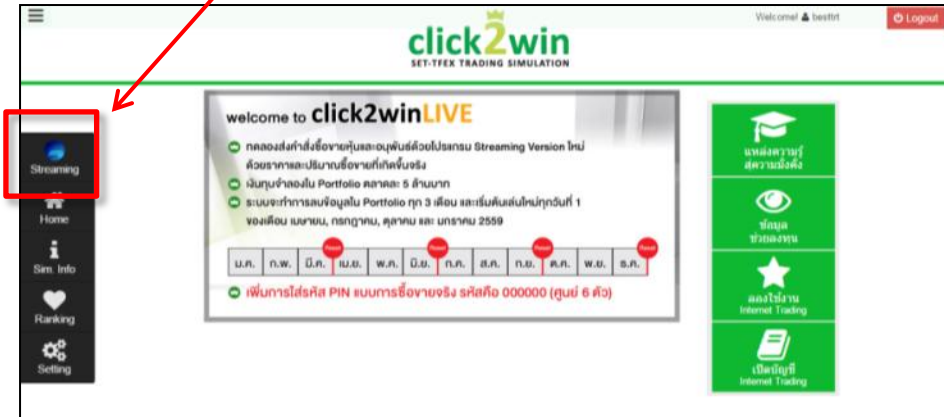 Welcome! besttrt
Logout
click2win
SET-TFEX TRADING SIMULATION
welcome to click2winLIVE
ทดลองส่งคำสั่งซื้อขายหุ้นและอนุพันธ์ด้วยโปรแกรม Streaming Version ใหม่
ด้วยราคาและปริมาณซื้อขายที่เกิดขึ้นจริง
เงินทุนจำลองใน Portfolio ตลาดละ 5 ล้านบาท
ระบบจะทำการลบข้อมูลใน Portfolio ทุก 3 เดือน และเริ่มต้นเล่นใหม่ทุกวันที่ 1
ของเดือน เมษายน, กรกฎาคม, ตุลาคม และ มกราคม 2559
ม.ค. ก.พ. มี.ค. เม.ย. พ.ค. มิ.ย. ก.ค. ส.ค. ก.ย. ต.ค. พ.ย. ธ.ค.
Reset Reset Reset Reset
เพิ่มการใส่รหัส PIN แบบการซื้อขายจริง รหัสคือ 000000 (ศูนย์ 6 ตัว)
Streaming
Home
Sim. Info
Ranking
Setting
แหล่งความรู้
สู่ความมั่งคั่ง
ข้อมูล
ช่วยลงทุน
ลองใช้งาน
Internet Trading
เปิดบัญชี
Internet Trading